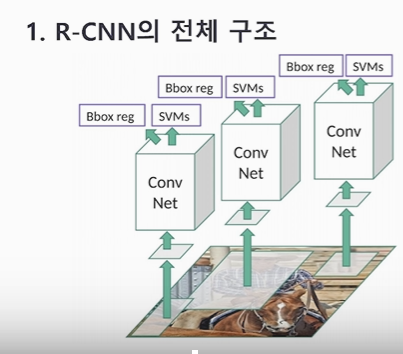 1. R-CNN의 전체 구조
Bbox reg SVMs
Bbox reg SVMs
Bbox reg SVMs
Conv Net
Conv Net
Conv Net